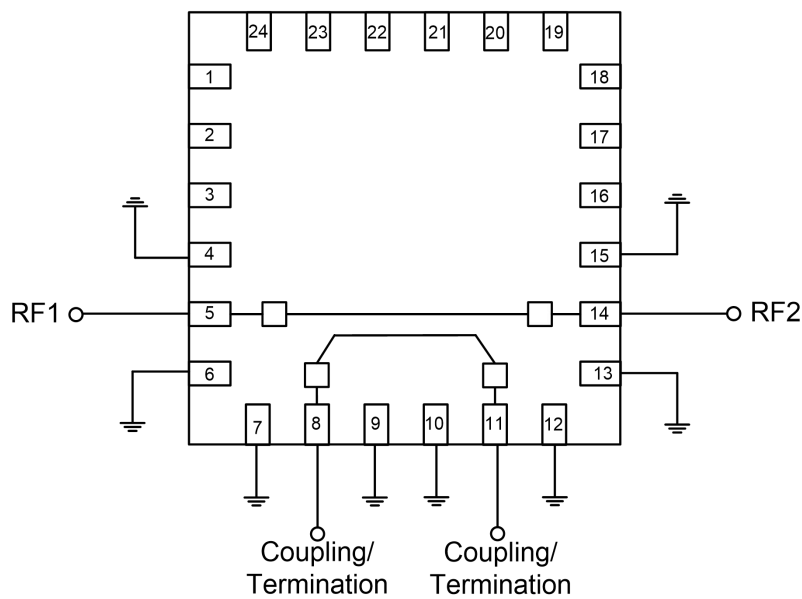 24 23 22 21 20 19
1 18
2 17
3 16
4 15
RF1 5 14 RF2
6 13
7 8 9 10 11 12
Coupling/ Coupling/
Termination Termination